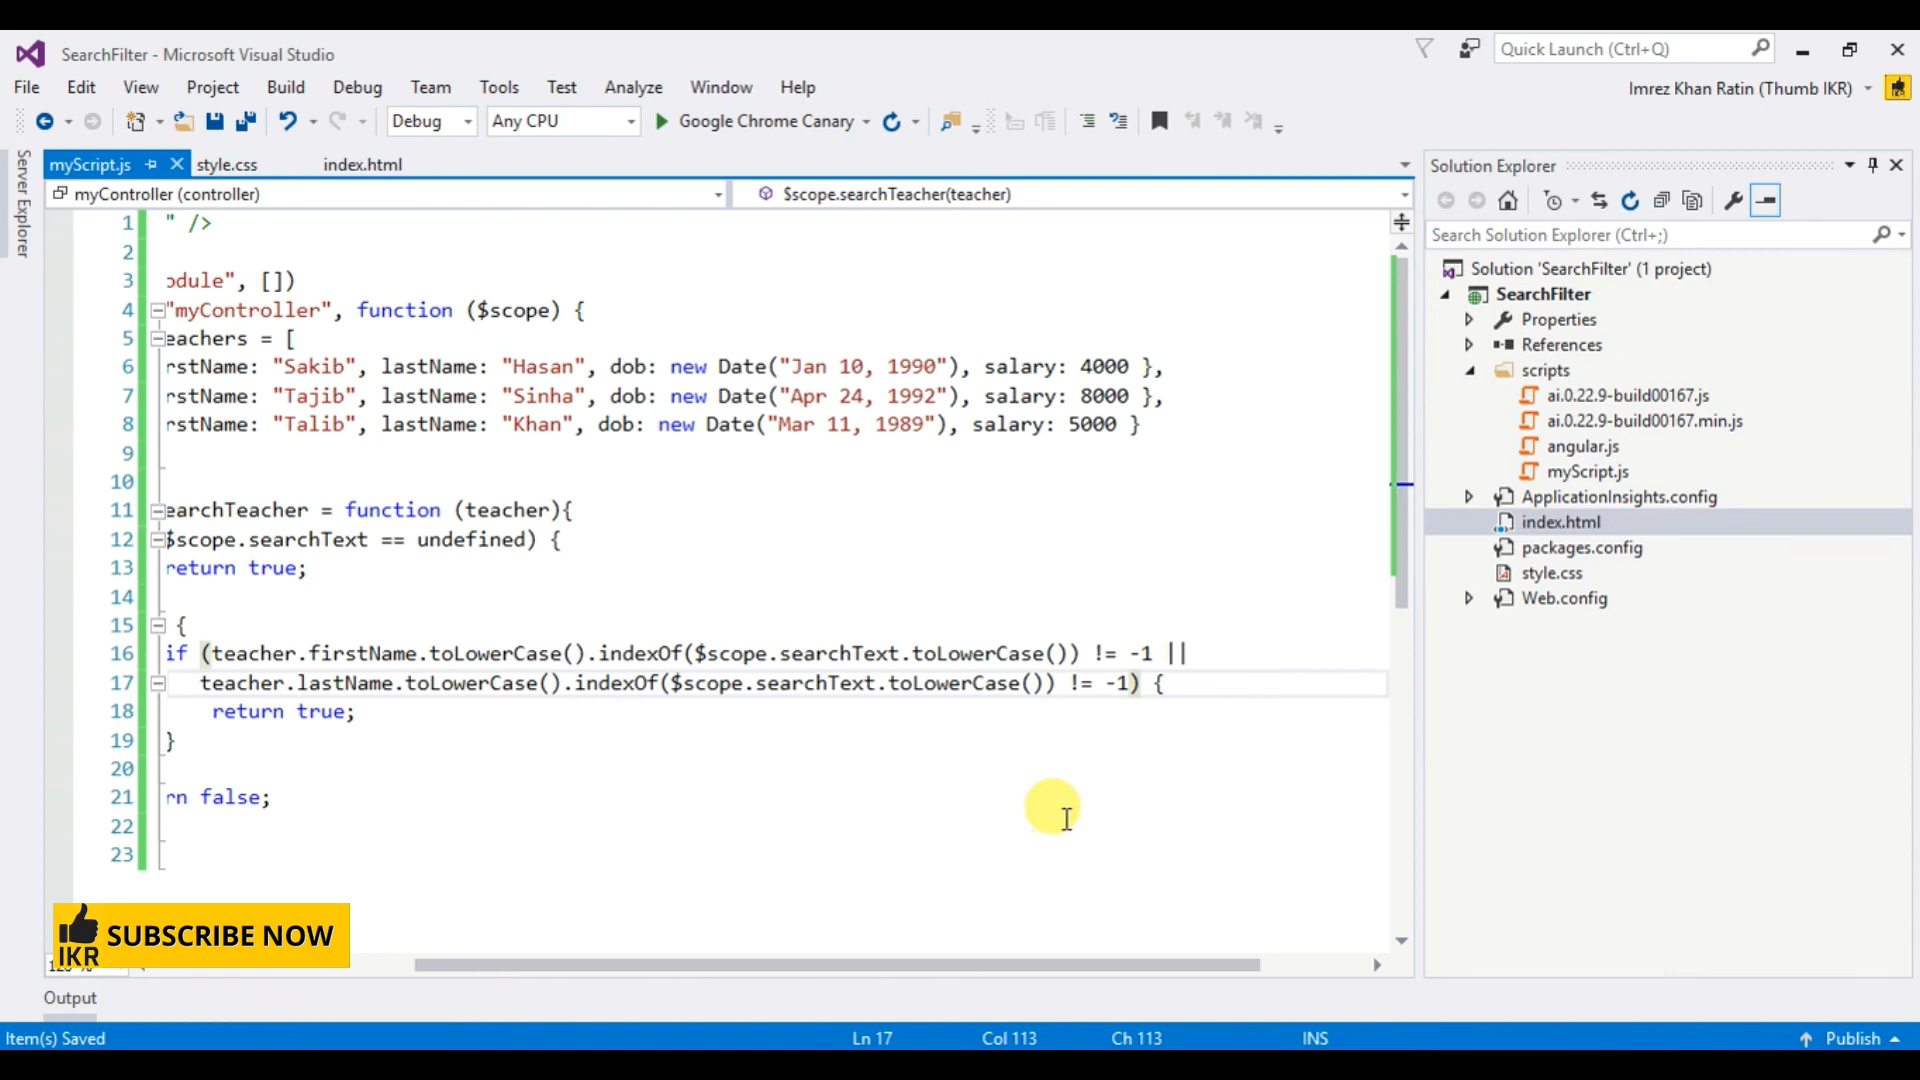 SearchFilter - Microsoft Visual Studio
Quick Launch (Ctrl+Q)
File Edit View Project Build Debug Team Tools Test Analyze Window Help
Imrez Khan Ratin (Thumb IKR)
Debug Any CPU Google Chrome Canary
Server Explorer
myScript.js style.css index.html
myController (controller) $scope.searchTeacher(teacher)
1 " />
2
3 odule", [])
4 "myController", function ($scope) {
5 eachers = [
6 rstName: "Sakib", lastName: "Hasan", dob: new Date("Jan 10, 1990"), salary: 4000 },
7 rstName: "Tajib", lastName: "Sinha", dob: new Date("Apr 24, 1992"), salary: 8000 },
8 rstName: "Talib", lastName: "Khan", dob: new Date("Mar 11, 1989"), salary: 5000 }
9
10
11 earchTeacher = function (teacher){
12 $scope.searchText == undefined) {
13 return true;
14
15 {
16 if (teacher.firstName.toLowerCase().indexOf($scope.searchText.toLowerCase()) != -1 ||
17 teacher.lastName.toLowerCase().indexOf($scope.searchText.toLowerCase()) != -1) {
18 return true;
19 }
20
21 rn false;
22
23
SUBSCRIBE NOW
IKR
Output
Item(s) Saved
Ln 17 Col 113 Ch 113 INS
Publish
Solution Explorer
Search Solution Explorer (Ctrl+;)
Solution 'SearchFilter' (1 project)
SearchFilter
Properties
References
scripts
ai.0.22.9-build00167.js
ai.0.22.9-build00167.min.js
angular.js
myScript.js
ApplicationInsights.config
index.html
packages.config
style.css
Web.config